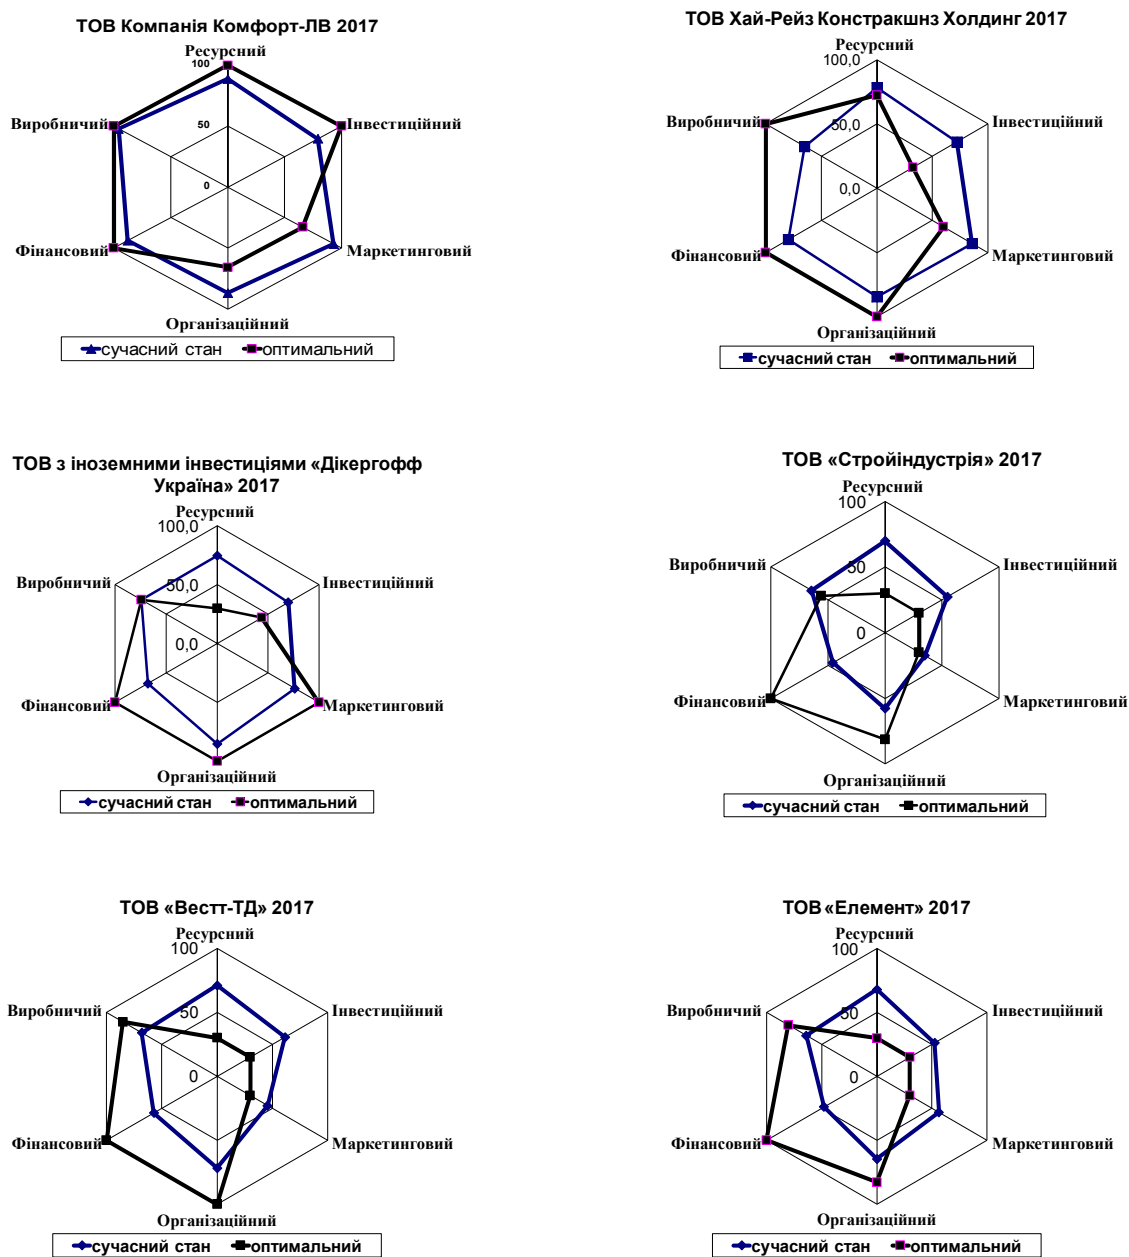 ТОВ Компанія Комфорт-ЛВ 2017
Ресурсний
100
Виробничий
Інвестиційний
50
0
Фінансовий
Маркетинговий
Організаційний
сучасний стан оптимальний
ТОВ Хай-Рейз Констракшнз Холдинг 2017
Ресурсний
100,0
Виробничий
Інвестиційний
50,0
0,0
Фінансовий
Маркетинговий
Організаційний
сучасний стан оптимальний
ТОВ з іноземними інвестиціями «Дікергофф
Україна» 2017
Ресурсний
100,0
Виробничий
Інвестиційний
50,0
0,0
Фінансовий
Маркетинговий
Організаційний
сучасний стан оптимальний
ТОВ «Стройіндустрія» 2017
Ресурсний
100
Виробничий
Інвестиційний
50
0
Фінансовий
Маркетинговий
Організаційний
сучасний стан оптимальний
ТОВ «Вестт-ТД» 2017
Ресурсний
100
Виробничий
Інвестиційний
50
0
Фінансовий
Маркетинговий
Організаційний
сучасний стан оптимальний
ТОВ «Елемент» 2017
Ресурсний
100
Виробничий
Інвестиційний
50
0
Фінансовий
Маркетинговий
Організаційний
сучасний стан оптимальний